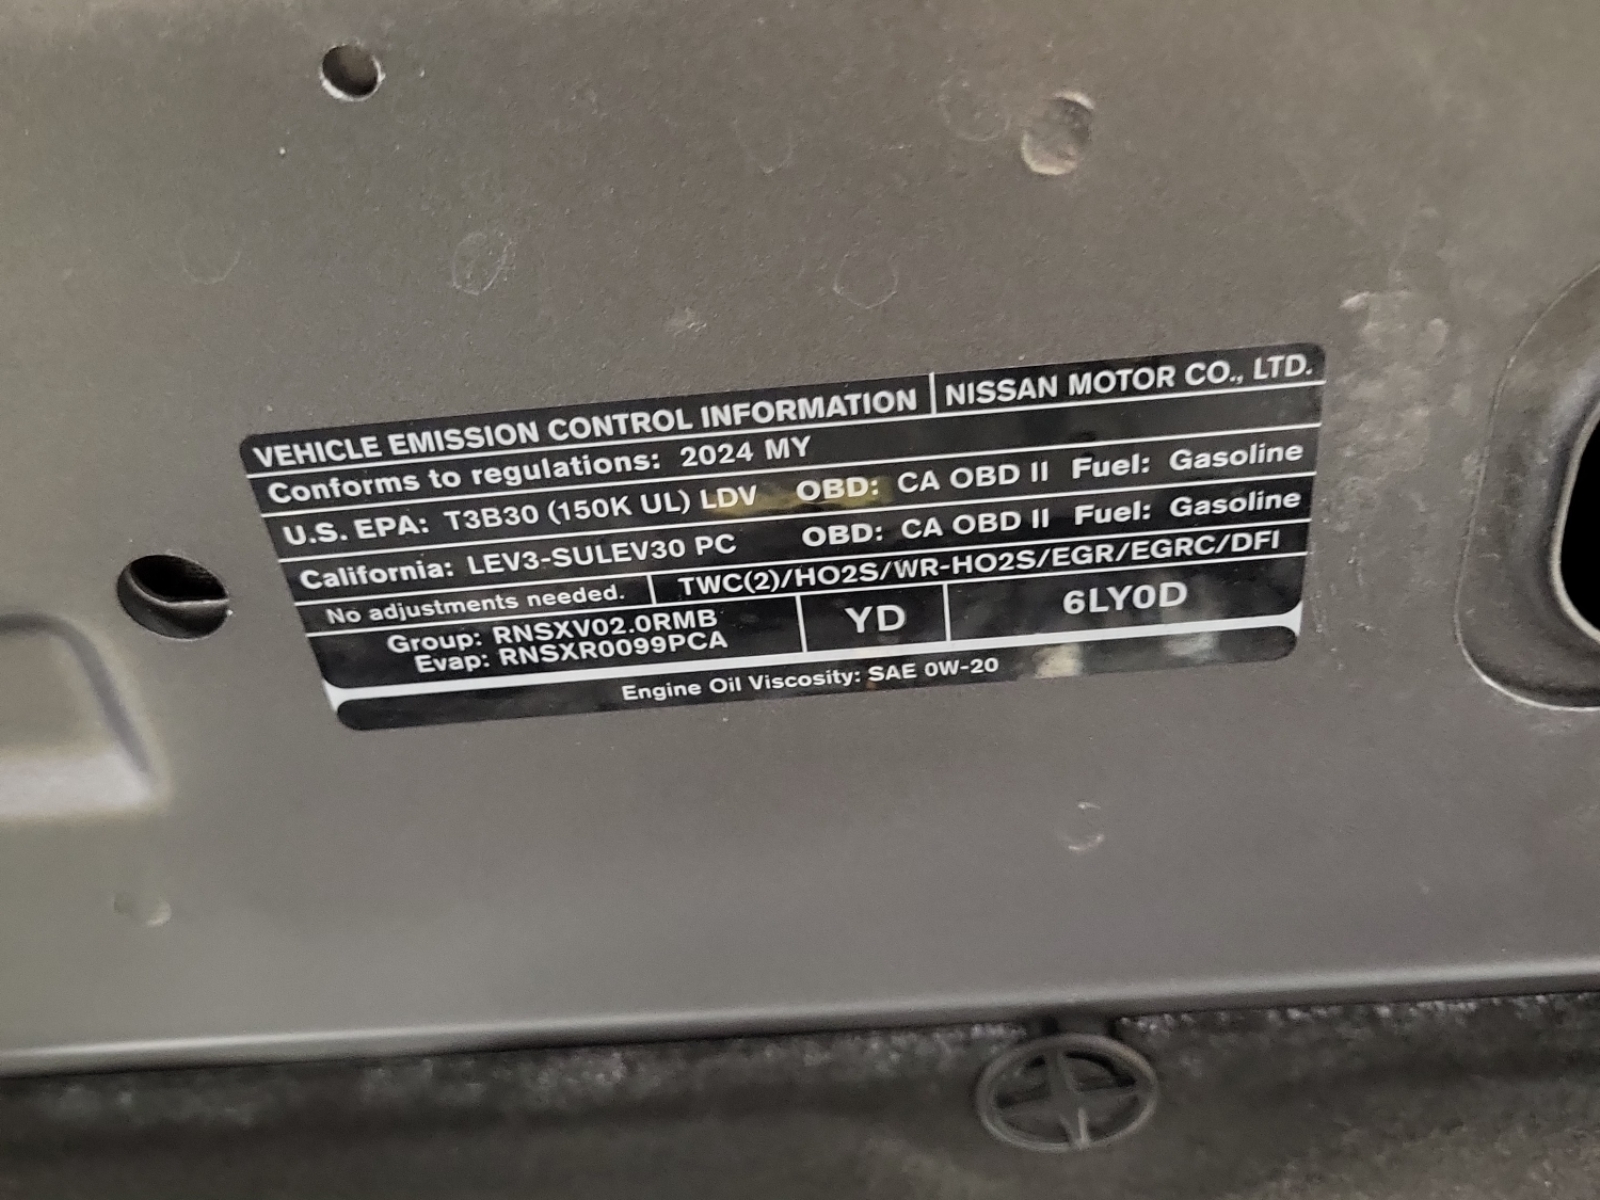 VEHICLE EMISSION CONTROL INFORMATION NISSAN MOTOR CO., LTD.
Conforms to regulations: 2024 MY
U.S. EPA: T3B30 (150K UL) LDV OBD: CA OBD II Fuel: Gasoline
California: LEV3-SULEV30 PC OBD: CA OBD II Fuel: Gasoline
No adjustments needed. TWC(2)/HO2S/WR-HO2S/EGR/EGRC/DFI
Group: RNSXV02.0RMB
Evap: RNSXR0099PCA
YD
6LY0D
Engine Oil Viscosity: SAE 0W-20